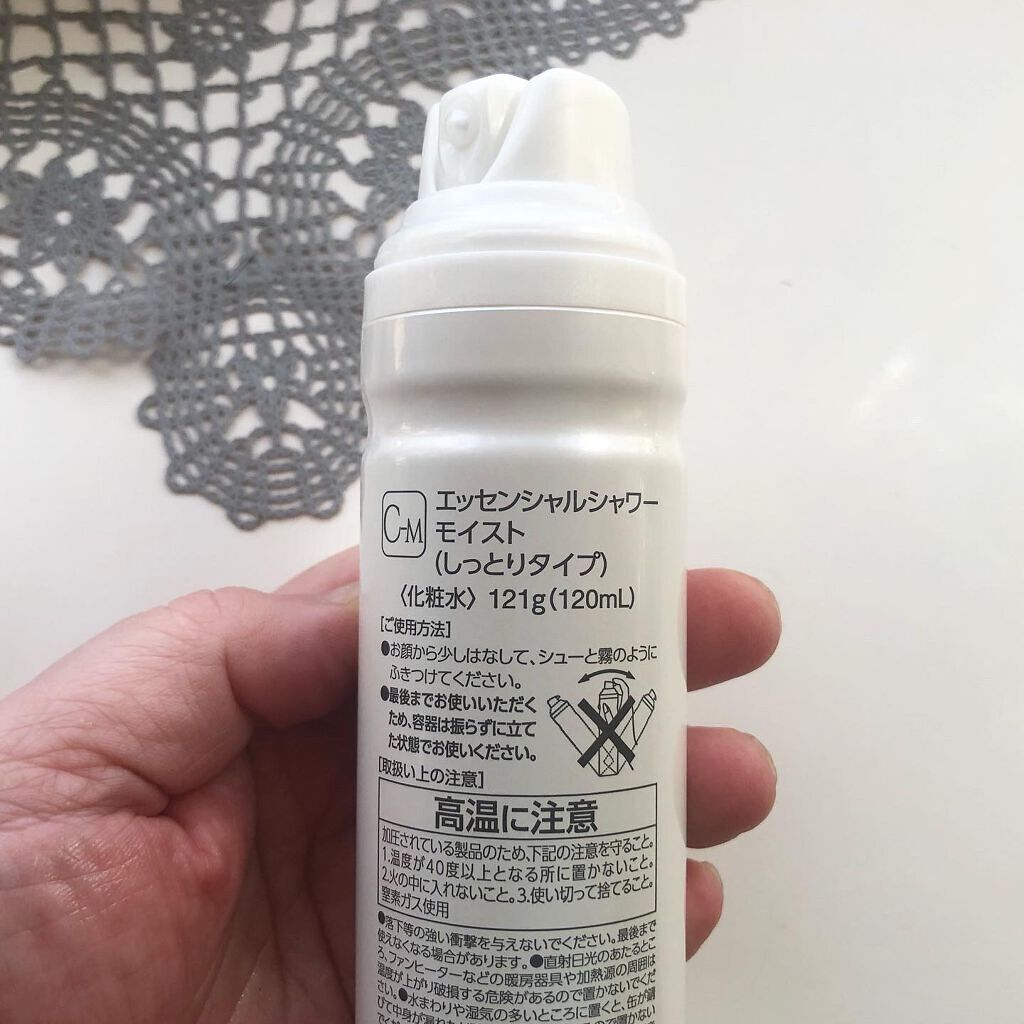 C-M
エッセンシャルシャワー
モイスト
(しっとりタイプ)
〈化粧水〉 121g(120mL)
[ご使用方法]
●お顔から少しはなして、シューと霧のように
ふきつけてください。
●最後までお使いいただく
ため、容器は振らずに立て
た状態でお使いください。
[取扱い上の注意]
高温に注意
加圧されている製品のため、下記の注意を守ること。
1.温度が40度以上となる所に置かないこと。
2.火の中に入れないこと。3.使い切って捨てること。
窒素ガス使用
●落下等の強い衝撃を与えないでください。最後まで
使えなくなる場合があります。●直射日光のあたるとこ
ろ、ファンヒーターなどの暖房器具や加熱源の周囲は
温度が上がり破損する危険があるので置かないでくだ
さい。●水まわりや湿気の多いところに置くと、缶が錆
びて中身が漏れた